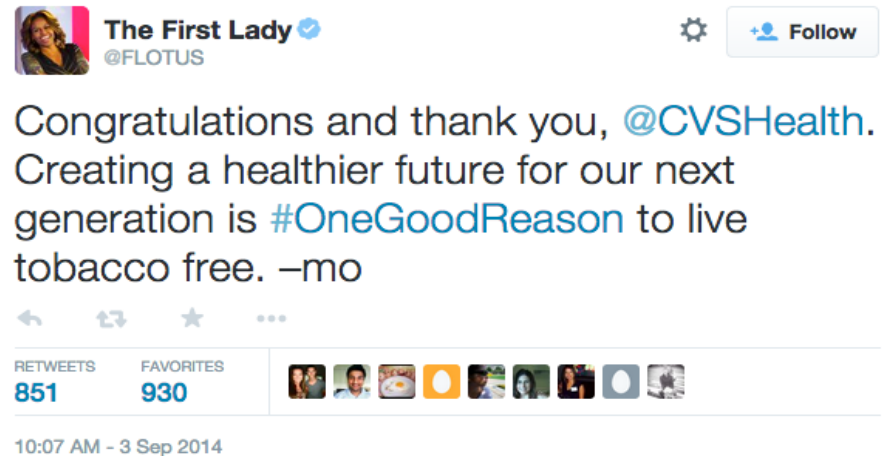 The First Lady
@FLOTUS
Follow
Congratulations and thank you, @CVSHealth.
Creating a healthier future for our next
generation is #OneGoodReason to live
tobacco free. –mo
RETWEETS FAVORITES
851 930
10:07 AM - 3 Sep 2014